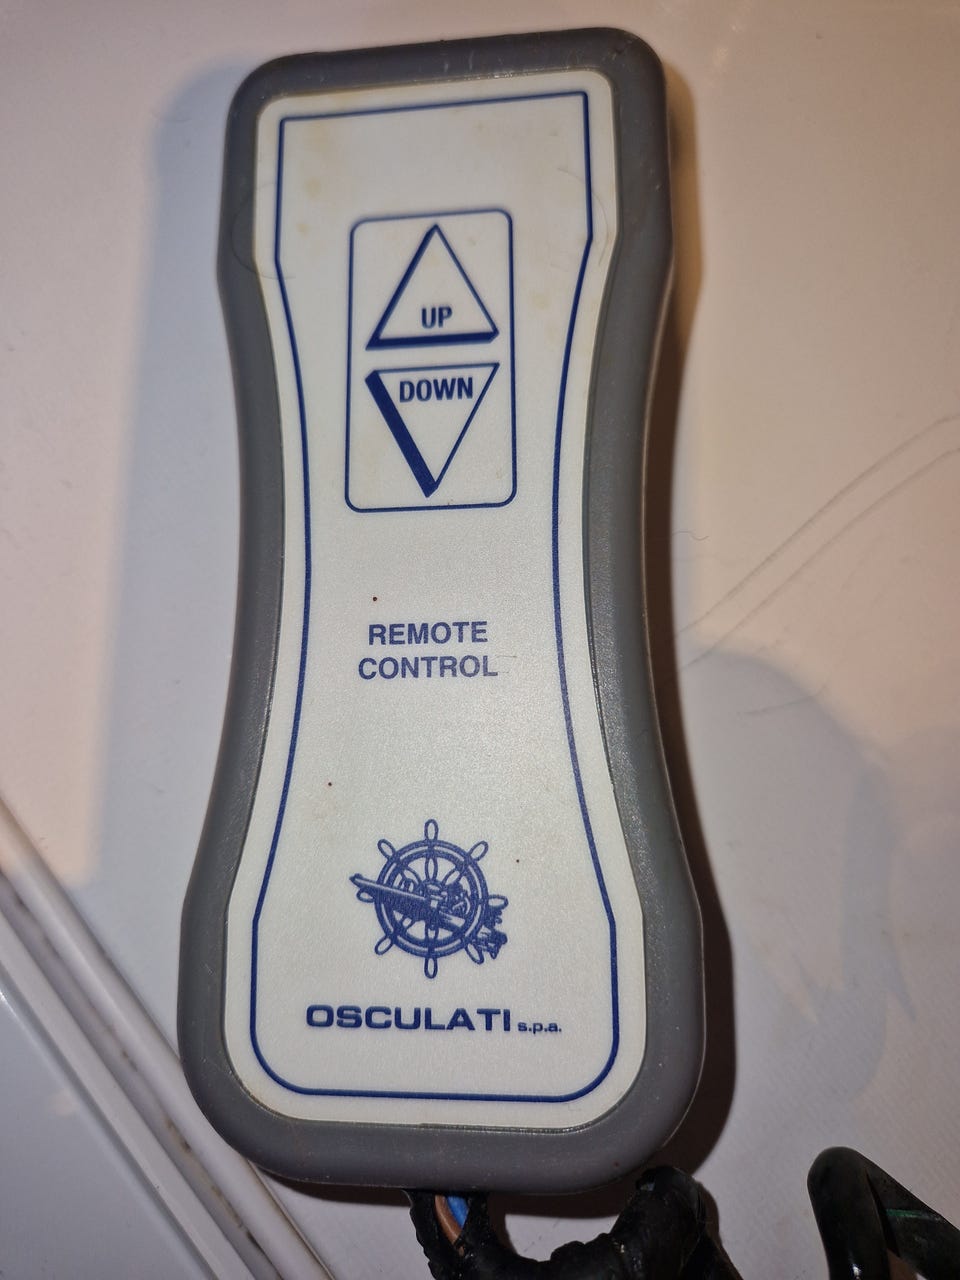 UP
DOWN
REMOTE
CONTROL
OSCULATI s.p.a.